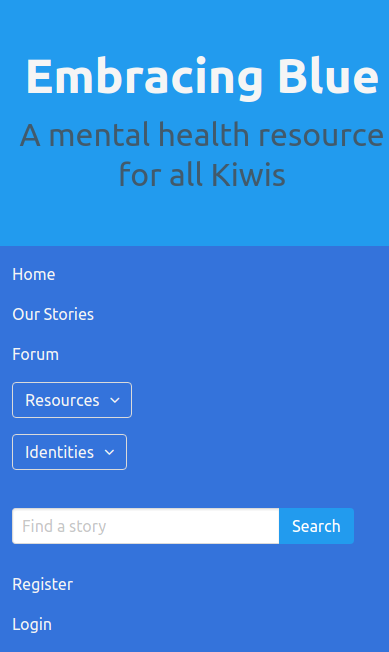 Embracing Blue
A mental health resource
for all Kiwis
Home
Our Stories
Forum
Resources
Identities
Find a story
Search
Register
Login